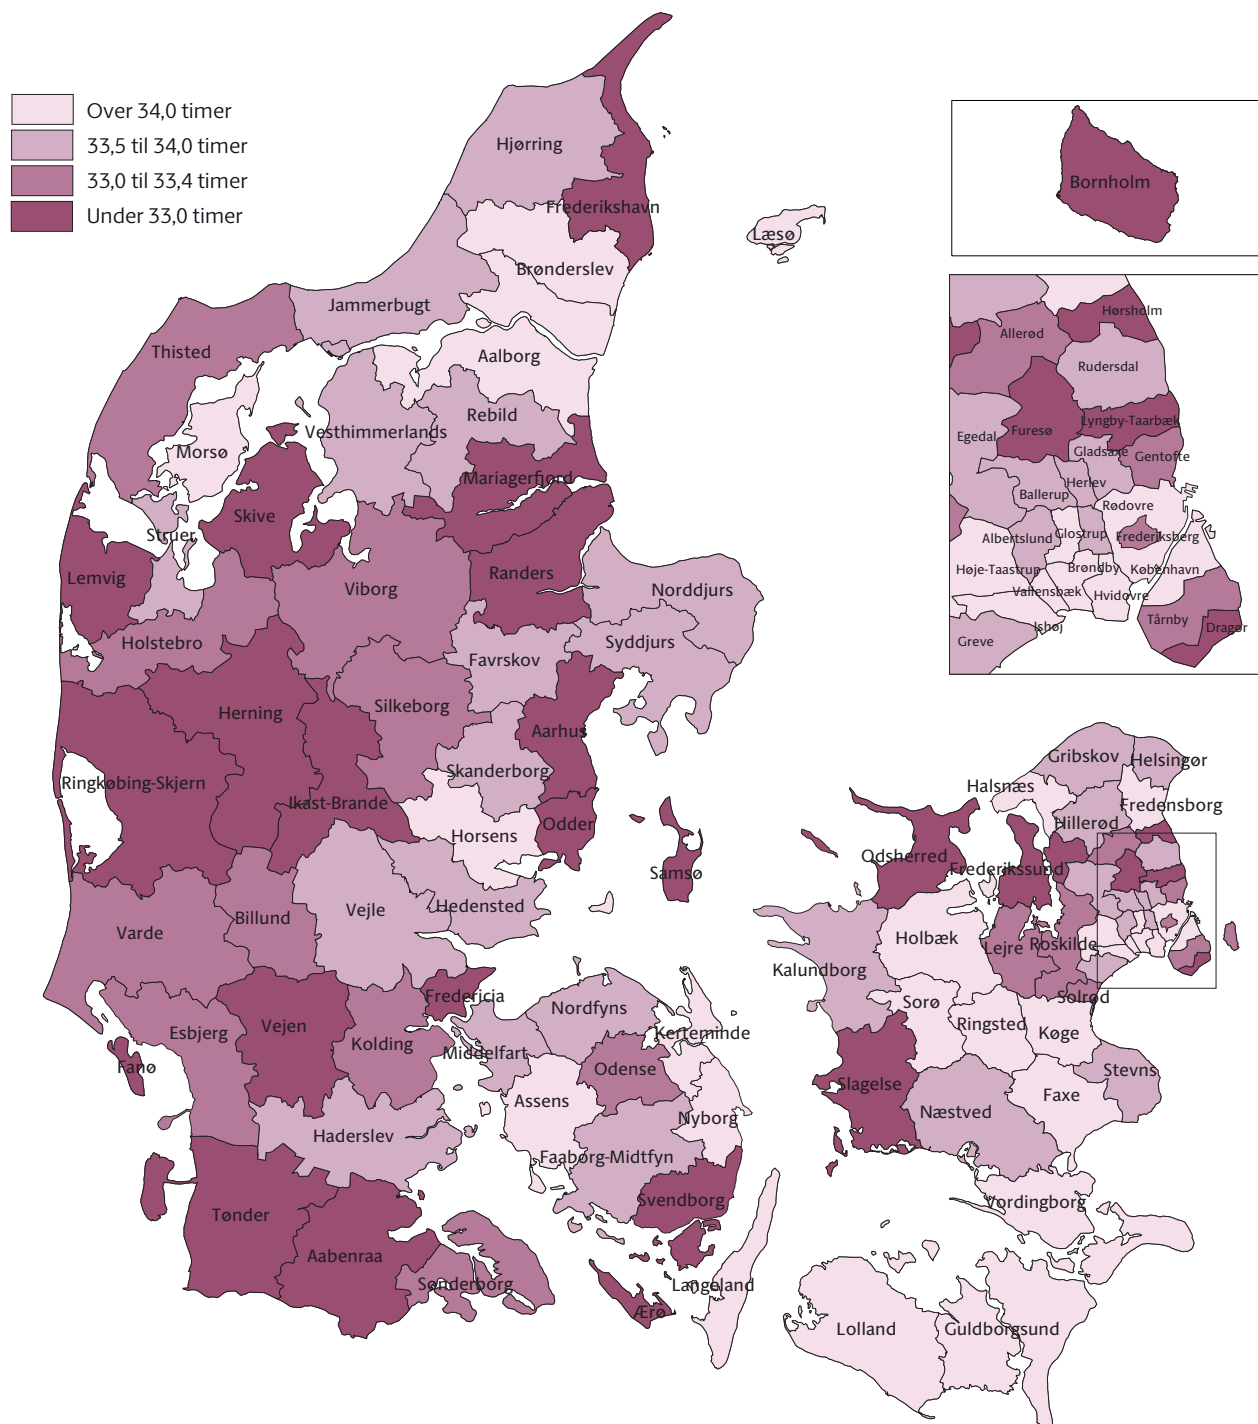 Over 34,0 timer
33,5 til 34,0 timer
33,0 til 33,4 timer
Under 33,0 timer
Hjørring
Frederikshavn
Læsø
Brønderslev
Jammerbugt
Thisted
Aalborg
Rebild
Vesthimmerlands
Morsø
Mariagerfjord
Skive
Struer
Lemvig
Viborg
Randers
Norddjurs
Holstebro
Favrskov
Syddjurs
Silkeborg
Herning
Aarhus
Skanderborg
Ringkøbing-Skjern
Ikast-Brande
Horsens
Odder
Samsø
Hedensted
Vejle
Billund
Varde
Fredericia
Vejen
Esbjerg
Kolding
Fanø
Middelfart
Nordfyns
Kerteminde
Odense
Assens
Nyborg
Haderslev
Faaborg-Midtfyn
Svendborg
Tønder
Aabenraa
Sønderborg
Langeland
Ærø
Bornholm
Hørsholm
Allerød
Rudersdal
Lyngby-Taarbæk
Furesø
Egedal
Gladsaxe
Gentofte
Herlev
Ballerup
Rødovre
Glostrup
Frederiksberg
Albertslund
Høje-Taastrup
Brøndby
København
Vallensbæk
Hvidovre
Ishøj
Tårnby
Dragør
Greve
Gribskov
Helsingør
Halsnæs
Fredensborg
Hillerød
Odsherred
Frederikssund
Holbæk
Lejre
Roskilde
Kalundborg
Solrød
Sorø
Ringsted
Køge
Stevns
Slagelse
Næstved
Faxe
Vordingborg
Lolland
Guldborgsund